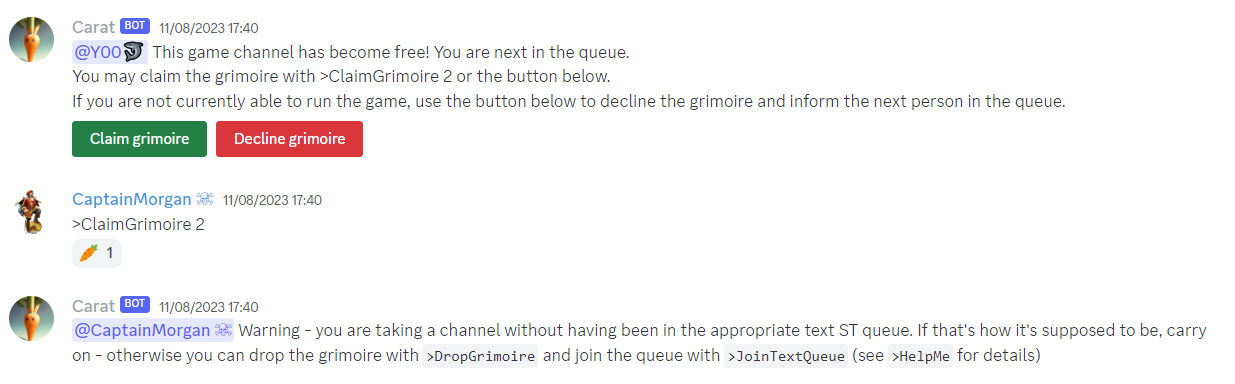 Carat BOT 11/08/2023 17:40
@Y00 This game channel has become free! You are next in the queue.
You may claim the grimoire with >ClaimGrimoire 2 or the button below.
If you are not currently able to run the game, use the button below to decline the grimoire and inform the next person in the queue.
Claim grimoire Decline grimoire
CaptainMorgan ☠ 11/08/2023 17:40
>ClaimGrimoire 2
🥕 1
Carat BOT 11/08/2023 17:40
@CaptainMorgan ☠ Warning - you are taking a channel without having been in the appropriate text ST queue. If that's how it's supposed to be, carry
on - otherwise you can drop the grimoire with >DropGrimoire and join the queue with >JoinTextQueue (see >HelpMe for details)